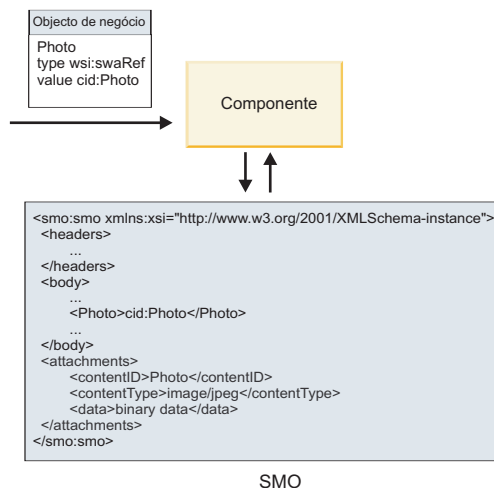 Objecto de negócio
Photo
type wsi:swaRef
value cid:Photo
Componente
<smo:smo xmlns:xsi="http://www.w3.org/2001/XMLSchema-instance">
<headers>
...
</headers>
<body>
...
<Photo>cid:Photo</Photo>
...
</body>
<attachments>
<contentID>Photo</contentID>
<contentType>image/jpeg</contentType>
<data>binary data</data>
</attachments>
</smo:smo>
SMO